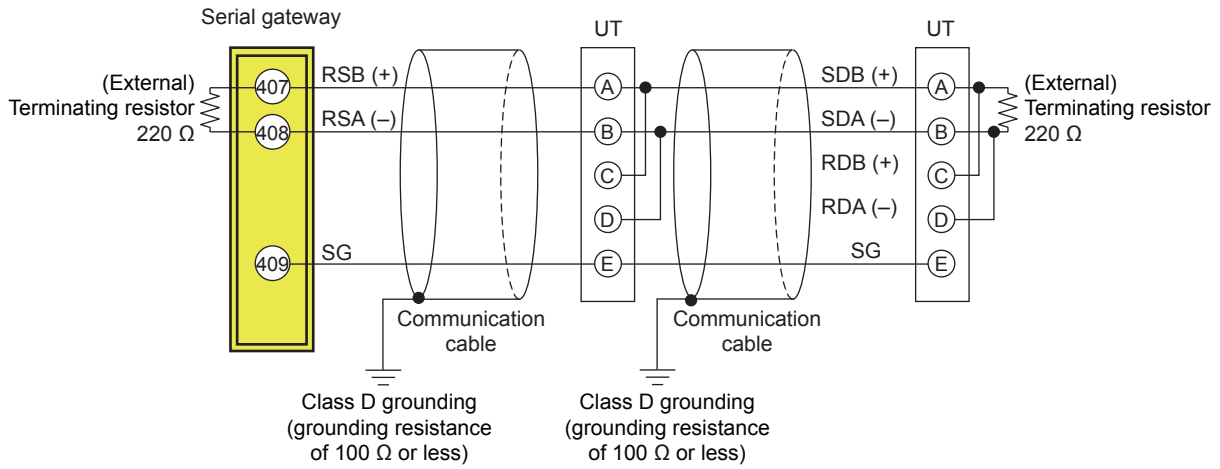 Serial gateway
UT
UT
(External)
Terminating resistor
220 Ω
407
RSB (+)
A
SDB (+)
A
(External)
Terminating resistor
220 Ω
408
RSA (–)
B
SDA (–)
B
C
RDB (+)
C
D
RDA (–)
D
409
SG
E
SG
E
Communication
cable
Communication
cable
Class D grounding
(grounding resistance
of 100 Ω or less)
Class D grounding
(grounding resistance
of 100 Ω or less)